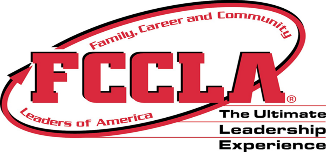 Family, Career and Community
FCCLA®
Leaders of America
The Ultimate
Leadership
Experience